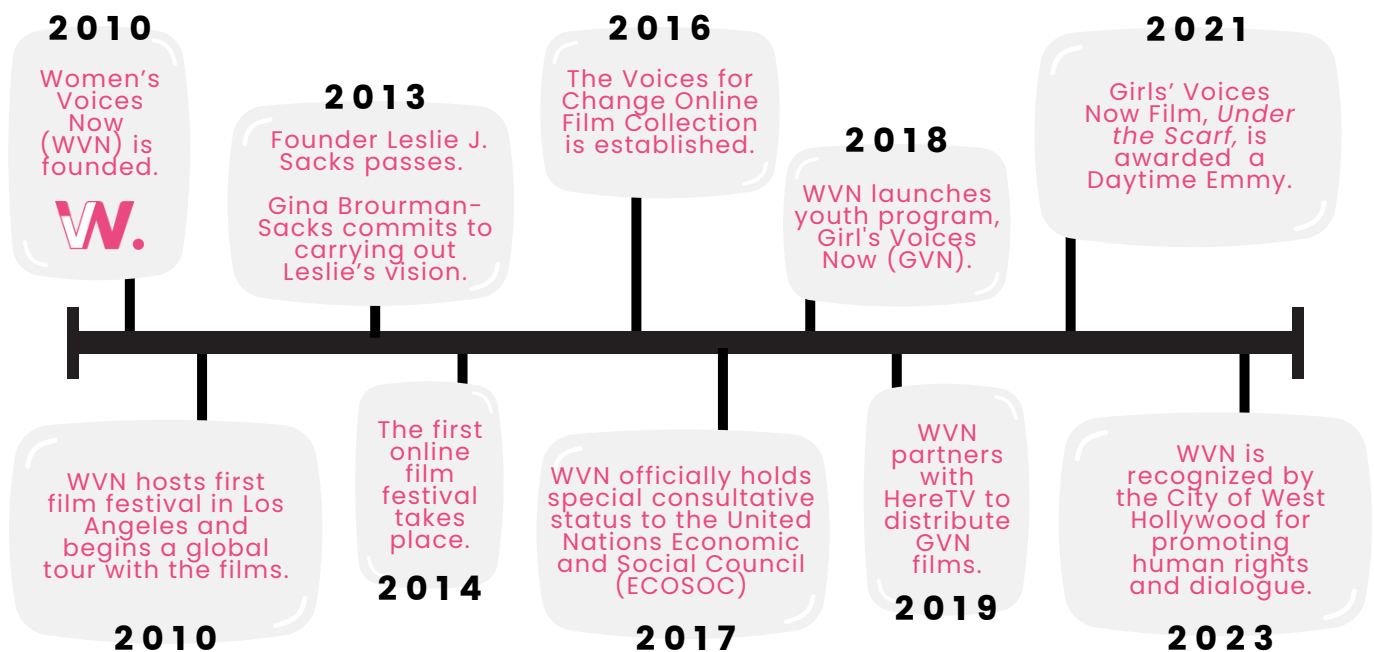 2010
Women's
Voices
Now
(WVN) is
founded.
W.
2013
Founder Leslie J.
Sacks passes.
Gina Brourman-
Sacks commits to
carrying out
Leslie's vision.
2016
The Voices for
Change Online
Film Collection
is established.
2018
WVN launches
youth program,
Girl's Voices
Now (GVN).
2021
Girls' Voices
Now Film, Under
the Scarf, is
awarded a
Daytime Emmy.
WVN hosts first
film festival in Los
Angeles and
begins a global
tour with the films.
2010
The first
online
film
festival
takes
place.
2014
WVN officially holds
special consultative
status to the United
Nations Economic
and Social Council
(ECOSOC)
2017
WVN
partners
with
HereTV to
distribute
GVN
films.
2019
WVN is
recognized by
the City of West
Hollywood for
promoting
human rights
and dialogue.
2023